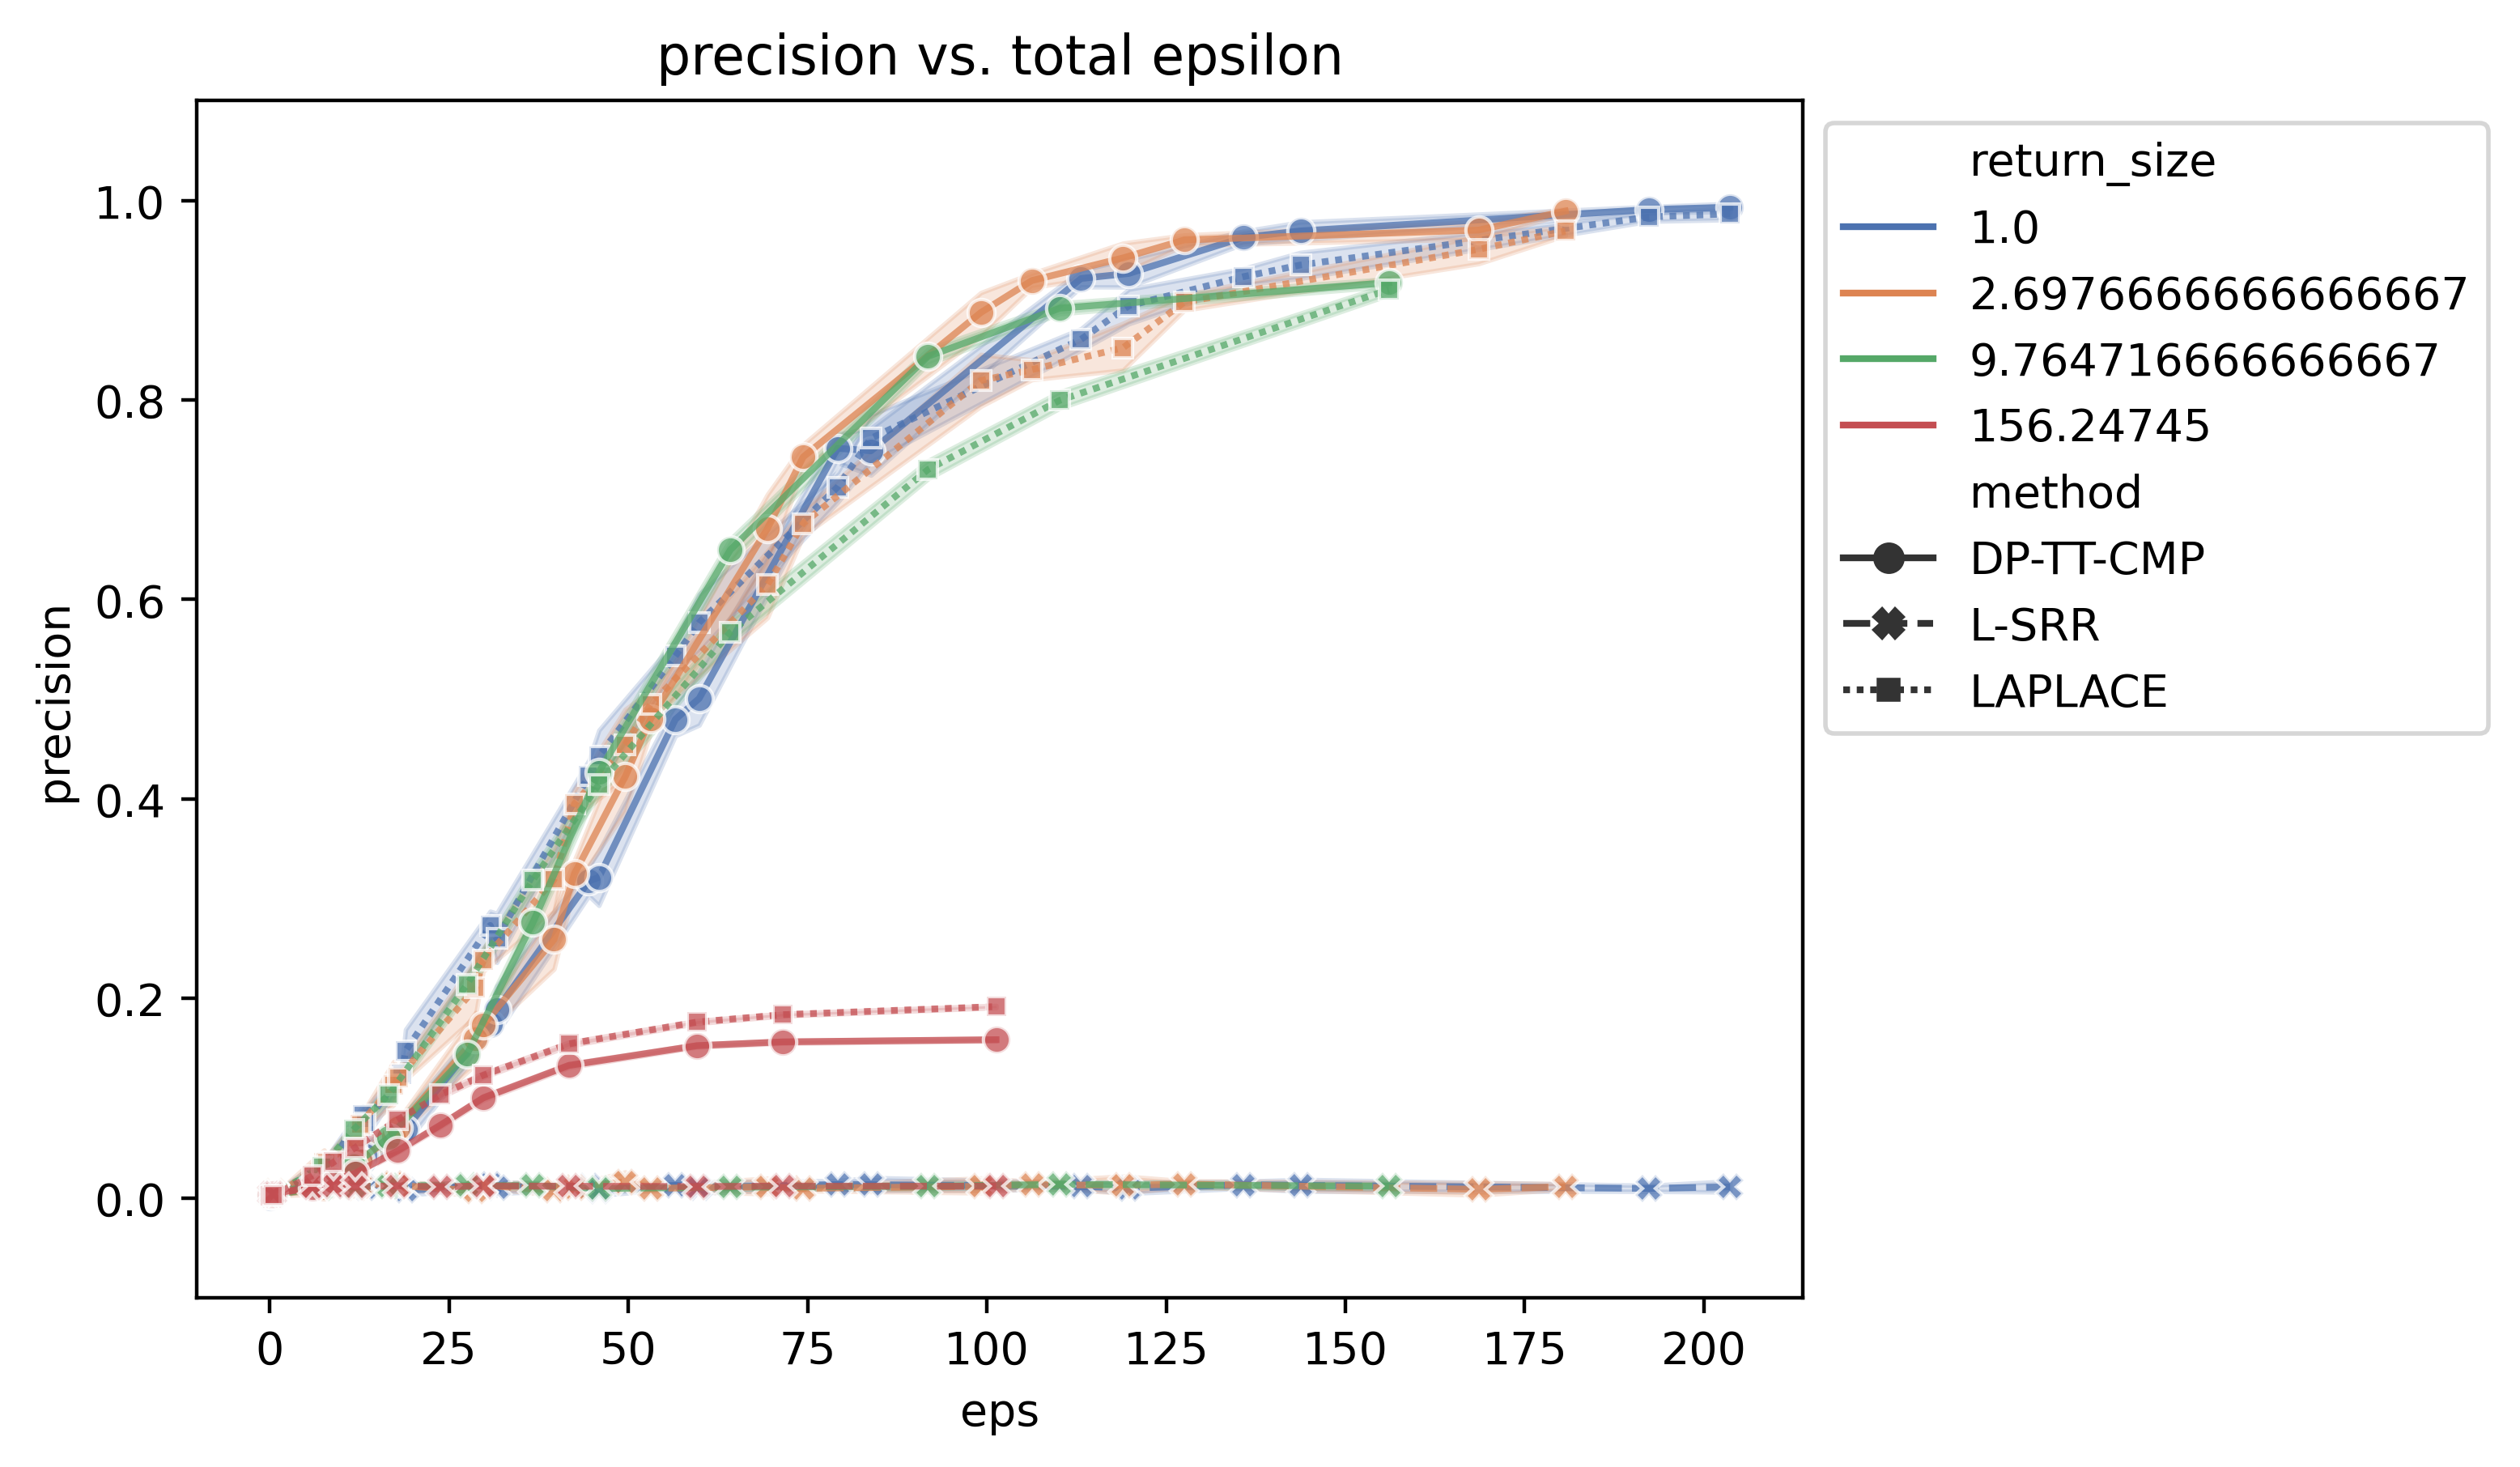 precision vs. total epsilon
precision
1.0
0.8
0.6
0.4
0.2
0.0
0 25 50 75 100 125 150 175 200
eps
return_size
1.0
2.6976666666666667
9.764716666666667
156.24745
method
DP-TT-CMP
L-SRR
LAPLACE